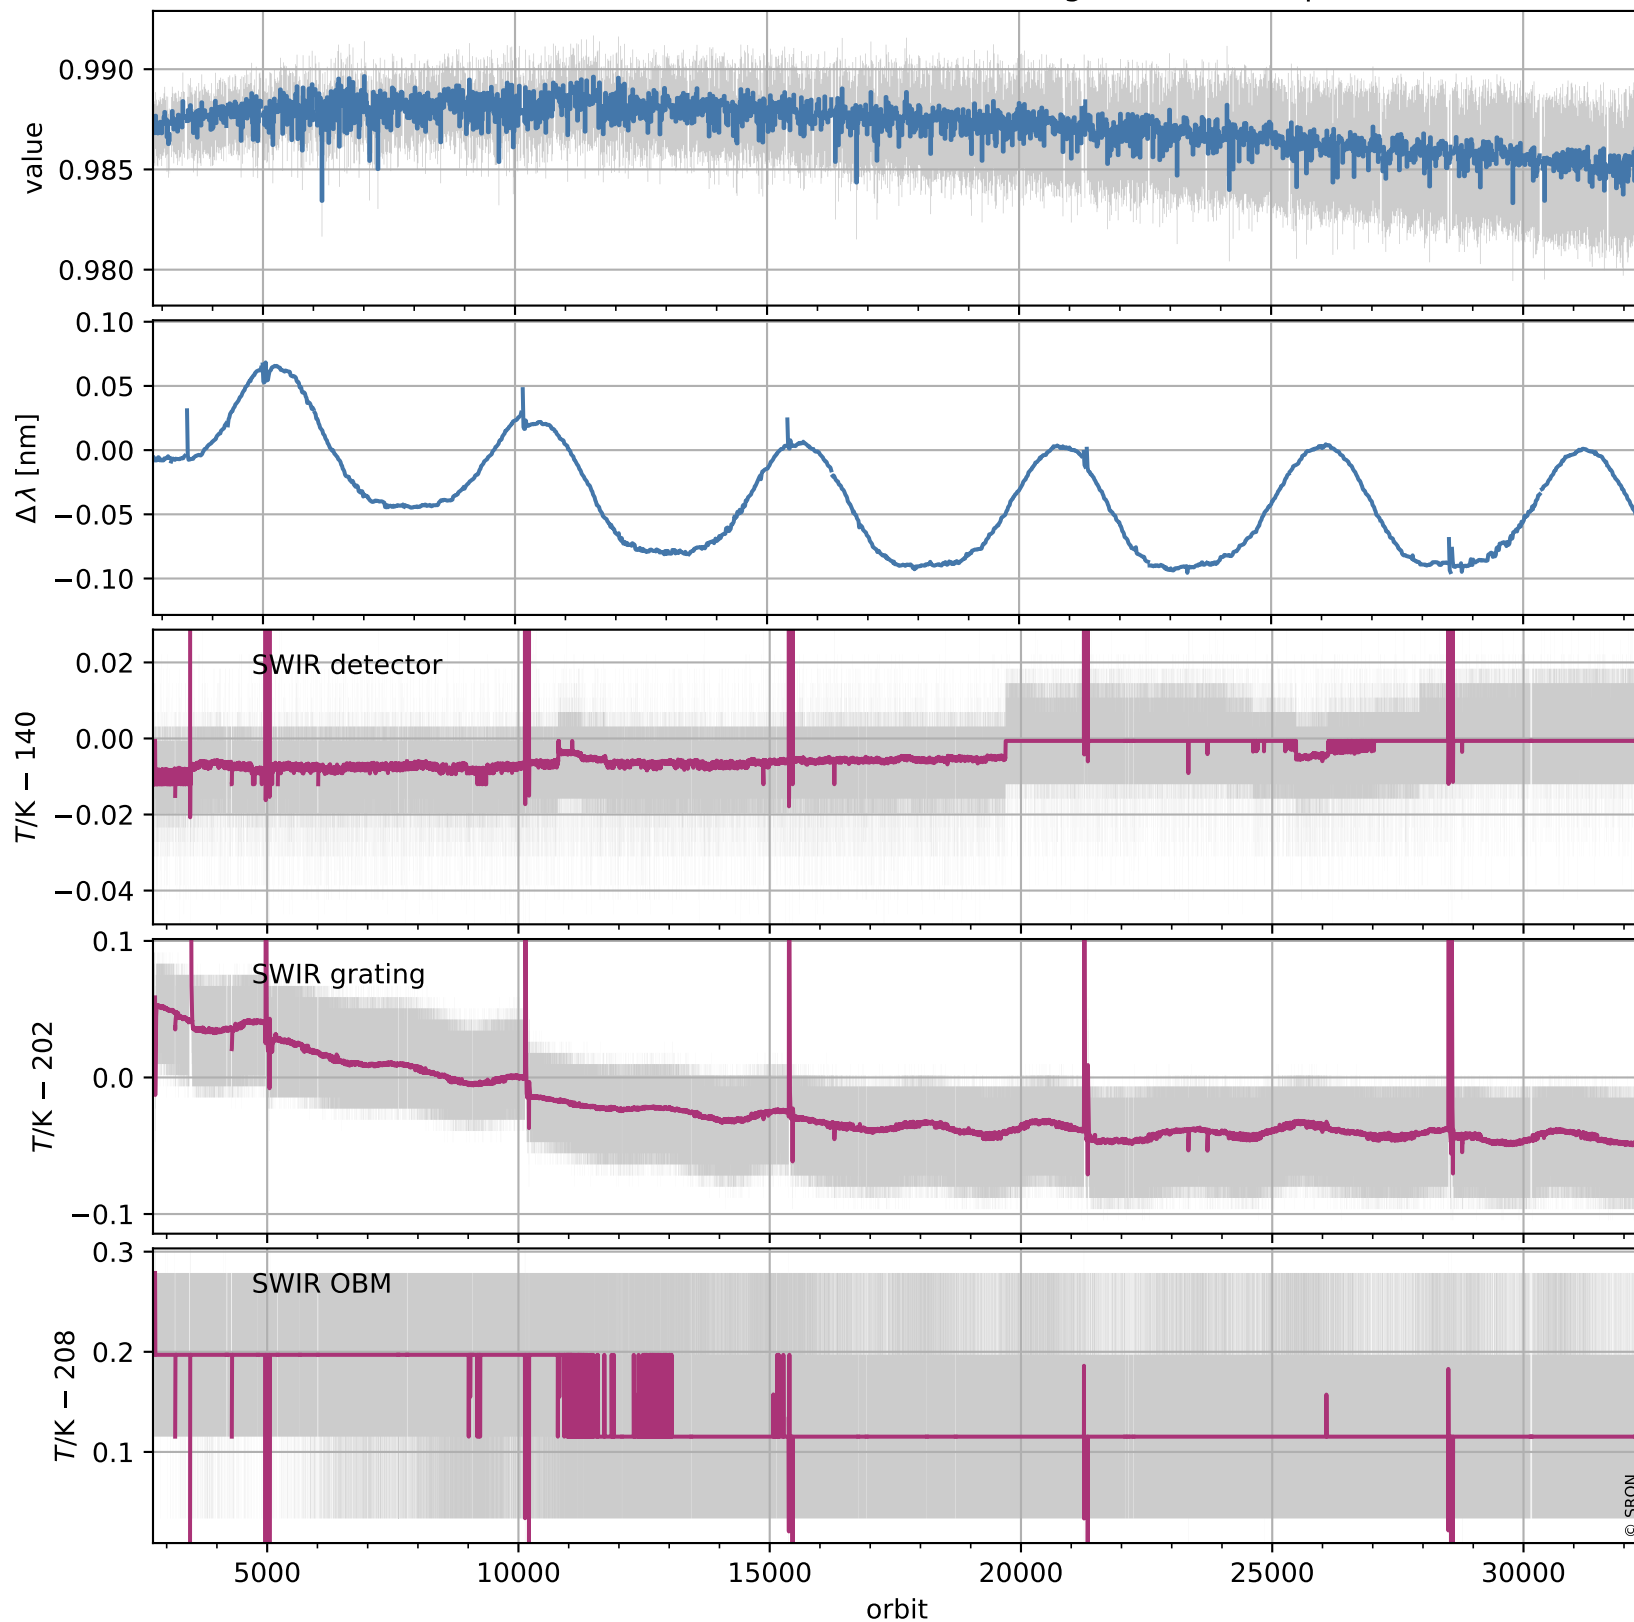 0.990
0.985
0.980
value
0.10
0.05
0.00
−0.05
−0.10
Δλ [nm]
SWIR detector
0.02
0.00
−0.02
−0.04
T/K − 140
SWIR grating
0.1
0.0
−0.1
T/K − 202
SWIR OBM
0.3
0.2
0.1
T/K − 208
© SRON
5000 10000 15000 20000 25000 30000
orbit